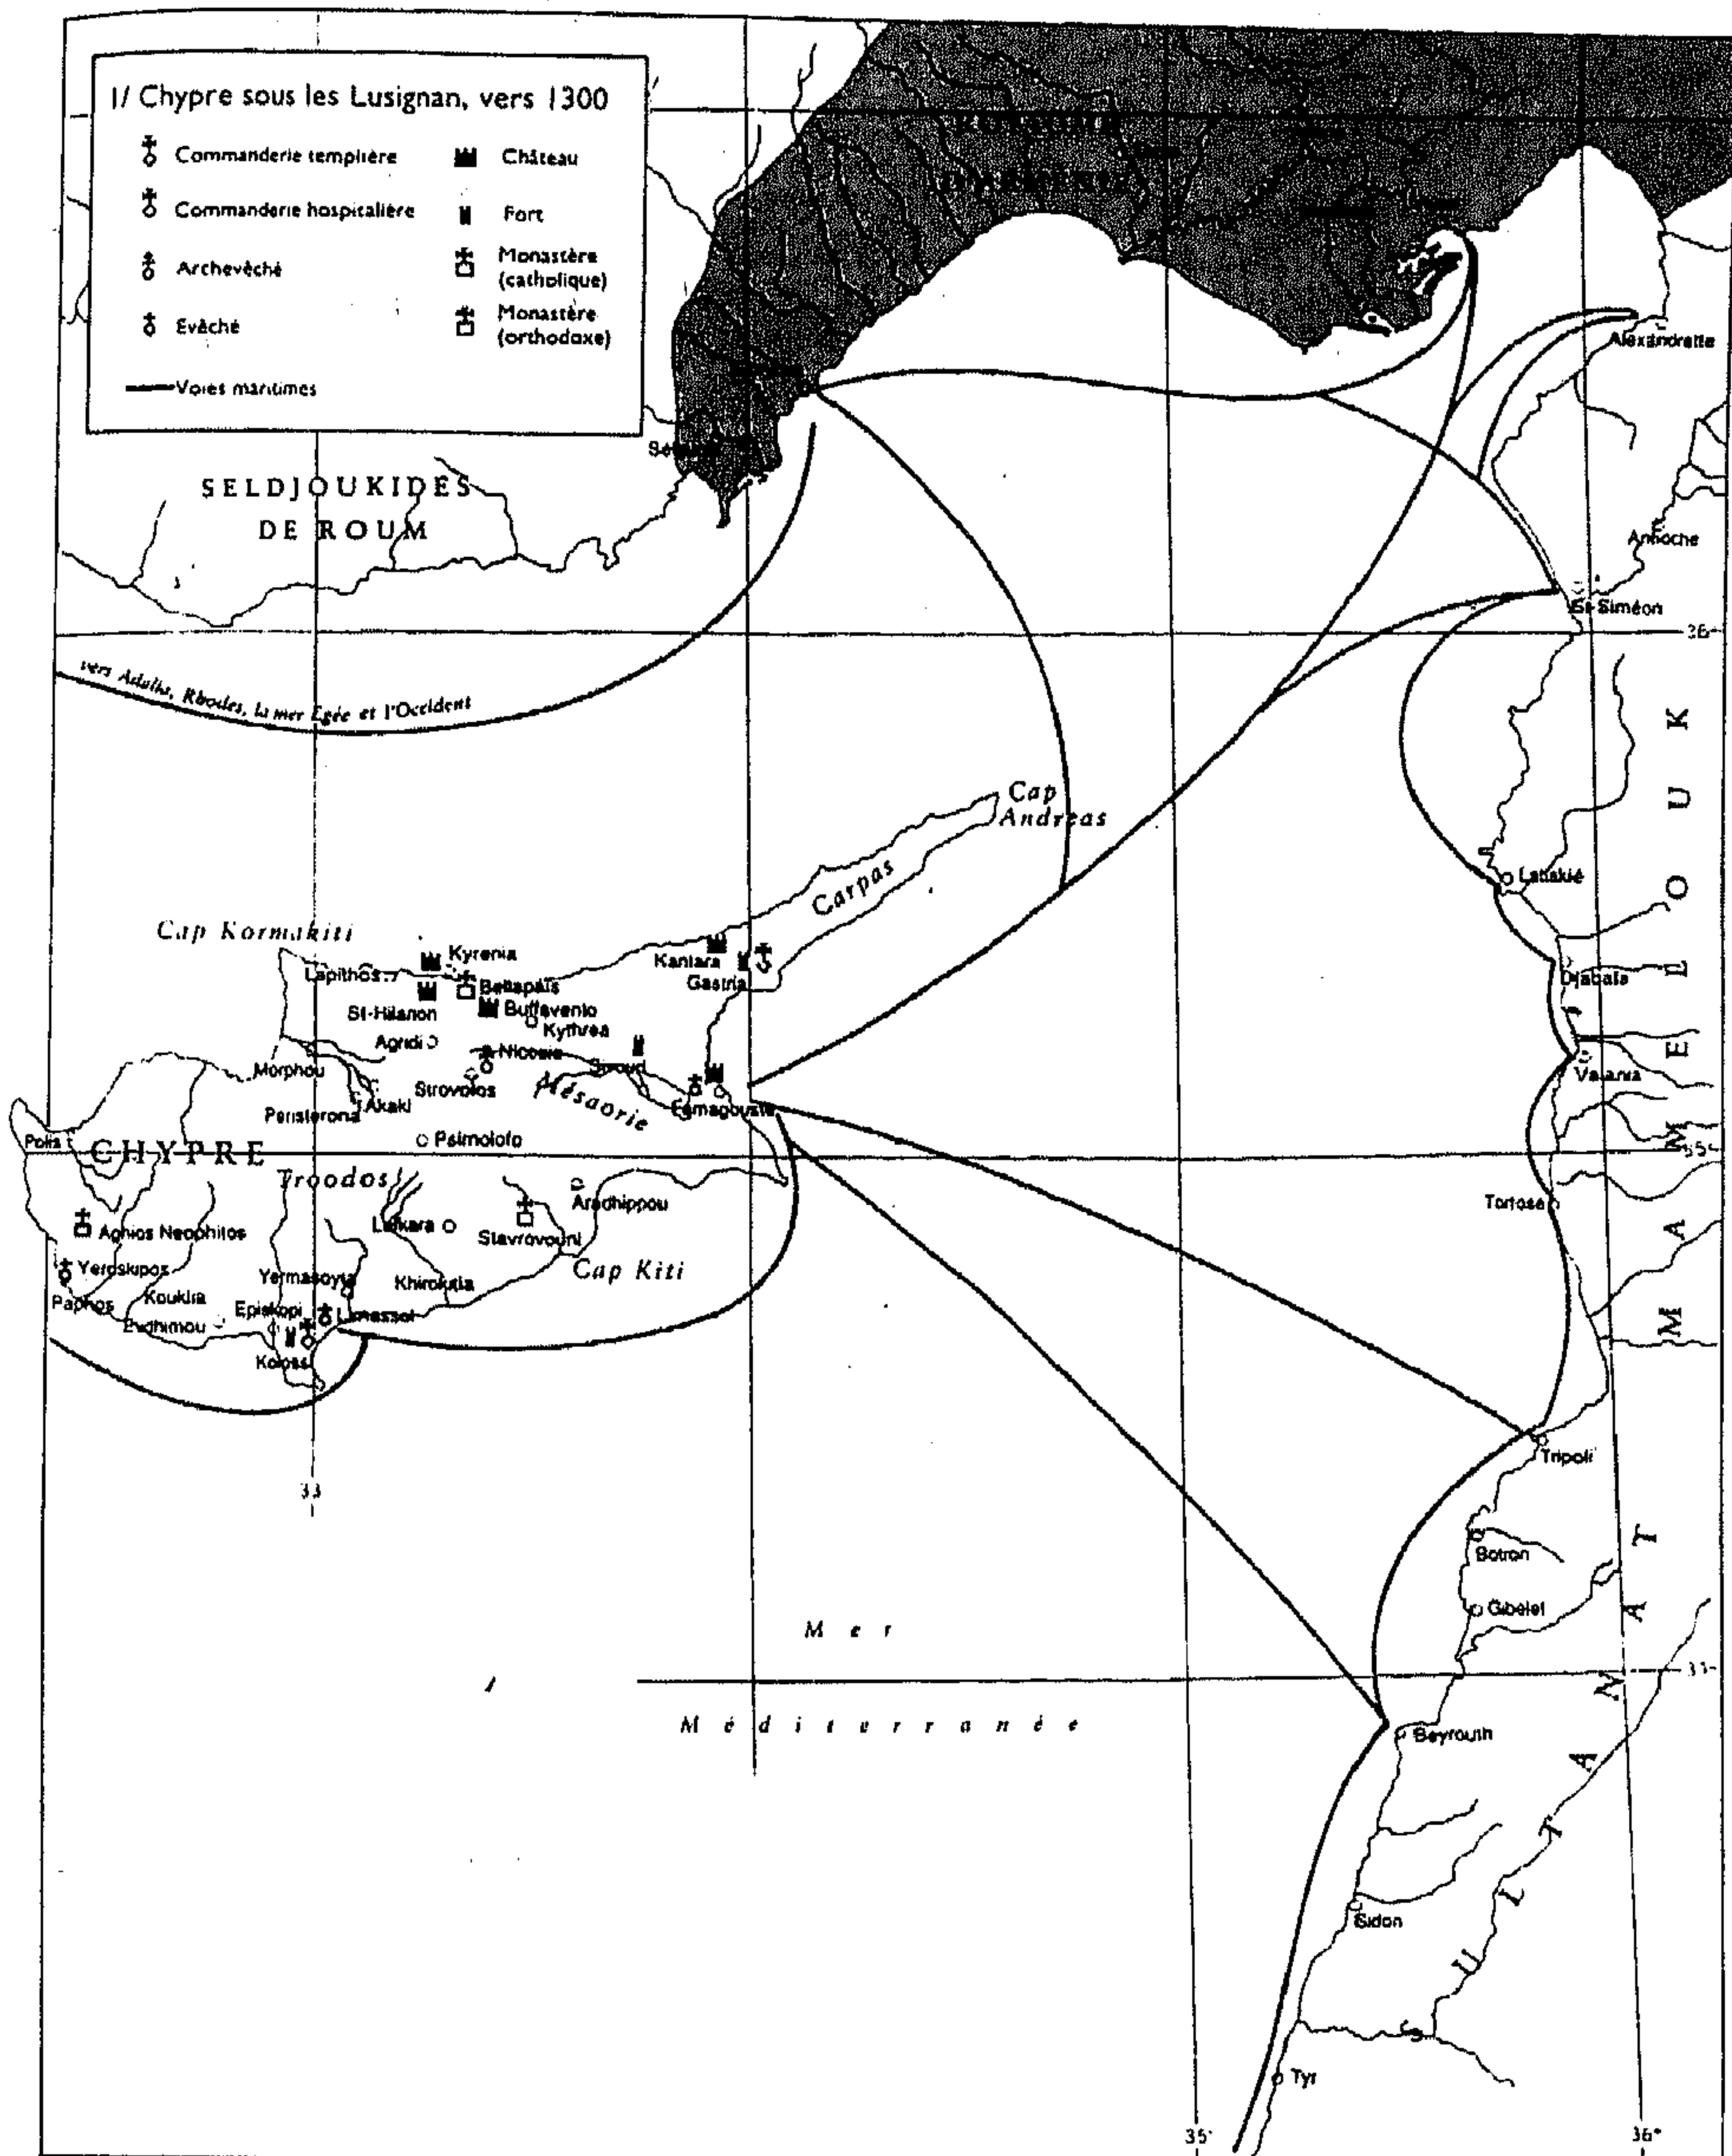 1/ Chypre sous les Lusignan, vers 1300
Commanderie templière
Château
Commanderie hospitalière
Fort
Archevêché
Monastère
(catholique)
Evêché
Monastère
(orthodoxe)
Voies maritimes
ROYAUME
D'ARMÉNIE
Alexandrette
SELDJOUKIDES
DE ROUM
Antioche
St-Siméon
36°
vers Adalia, Rhodes, la mer Egée et l'Occident
Cap
Andreas
Carpas
Lattakié
Cap Kormakiti
Kyrenia
Lapithos
Kantara
Gastria
Bellapaïs
Buffavento
St-Hilarion
Kythrea
Agridi
Nicosie
Sivouri
Djabala
Valania
Morphou
Strovolos
Mésaorie
Famagouste
Akaki
Peristerona
Polis
CHYPRE
Psimolofo
35°
Troodos
Aradhippou
Tortose
Aghios Neophitos
Lefkara
Stavrovouni
Yeroskipos
Yermasoyia
Khirokitia
Cap Kiti
Paphos
Kouklia
Episkopi
Limassol
Evdhimou
Kolossi
33
Tripoli
Botron
Gibelet
Mer
Méditerranée
Beyrouth
Sidon
Tyr
SULTANAT MAMELOUK
35°
36°